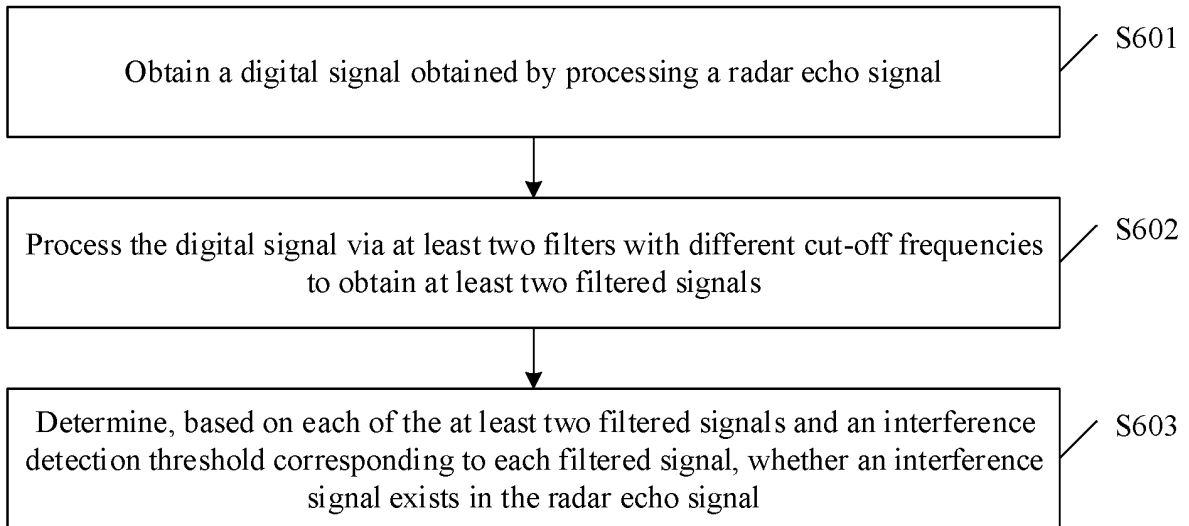 Obtain a digital signal obtained by processing a radar echo signal
S601
Process the digital signal via at least two filters with different cut-off frequencies
to obtain at least two filtered signals
S602
Determine, based on each of the at least two filtered signals and an interference
detection threshold corresponding to each filtered signal, whether an interference
signal exists in the radar echo signal
S603